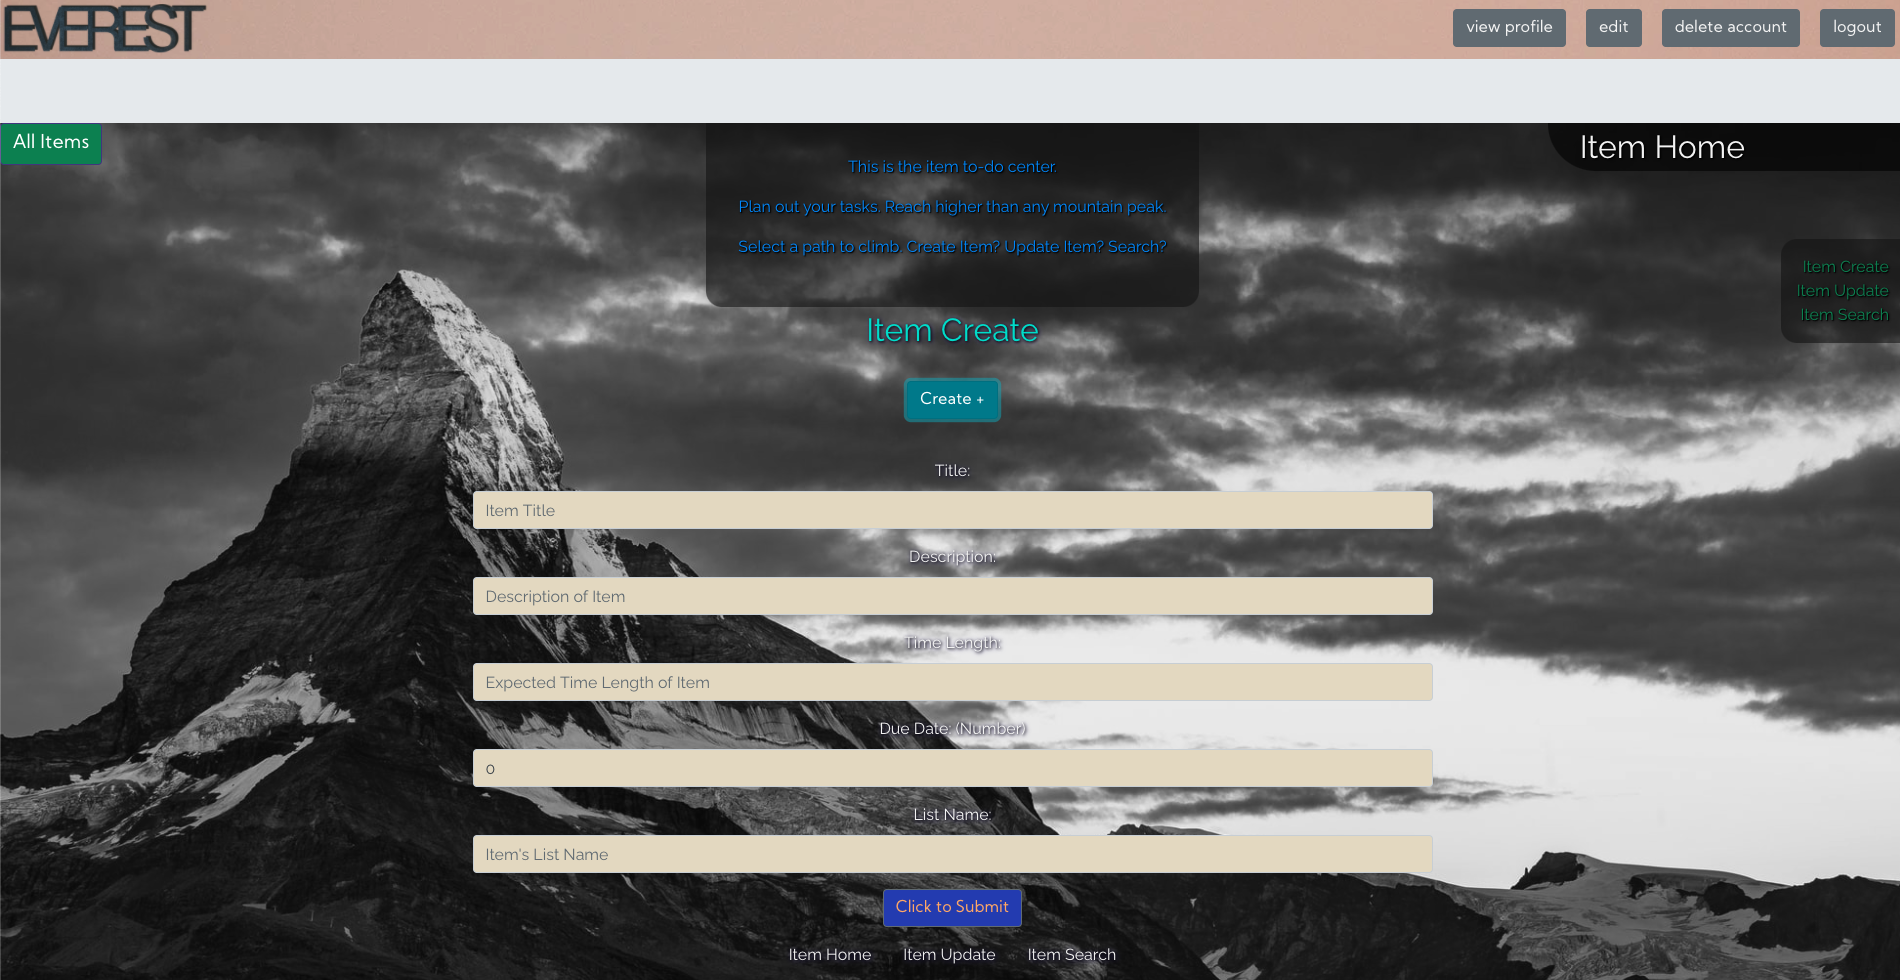 EVEREST
view profile
edit
delete account
logout
All Items
Item Home
This is the item to-do center.
Plan out your tasks. Reach higher than any mountain peak.
Select a path to climb. Create Item? Update Item? Search?
Item Create
Item Update
Item Search
Item Create
Create +
Title:
Item Title
Description:
Description of Item
Time Length:
Expected Time Length of Item
Due Date: (Number)
0
List Name:
Item's List Name
Click to Submit
Item Home Item Update Item Search